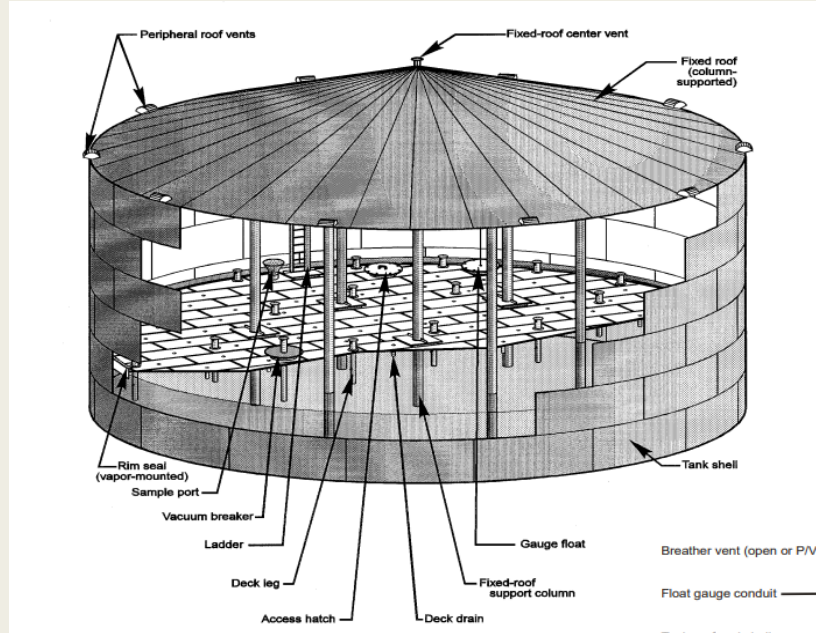 Peripheral roof vents
Fixed-roof center vent
Fixed roof
(column-
supported)
Rim seal
(vapor-mounted)
Sample port
Vacuum breaker
Ladder
Deck leg
Access hatch
Deck drain
Fixed-roof
support column
Gauge float
Tank shell
Breather vent (open or P/V
Float gauge conduit